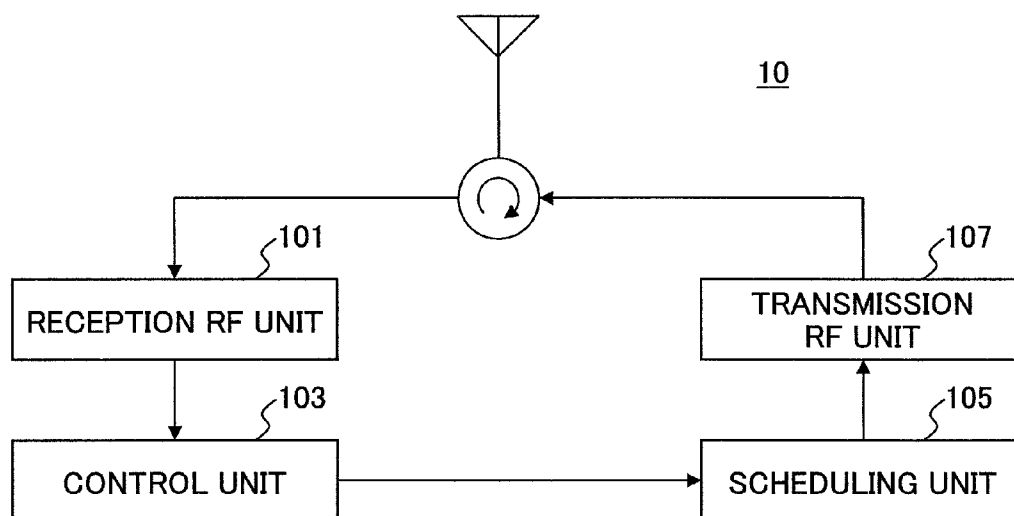 10
101
RECEPTION RF UNIT
107
TRANSMISSION
RF UNIT
103
CONTROL UNIT
105
SCHEDULING UNIT